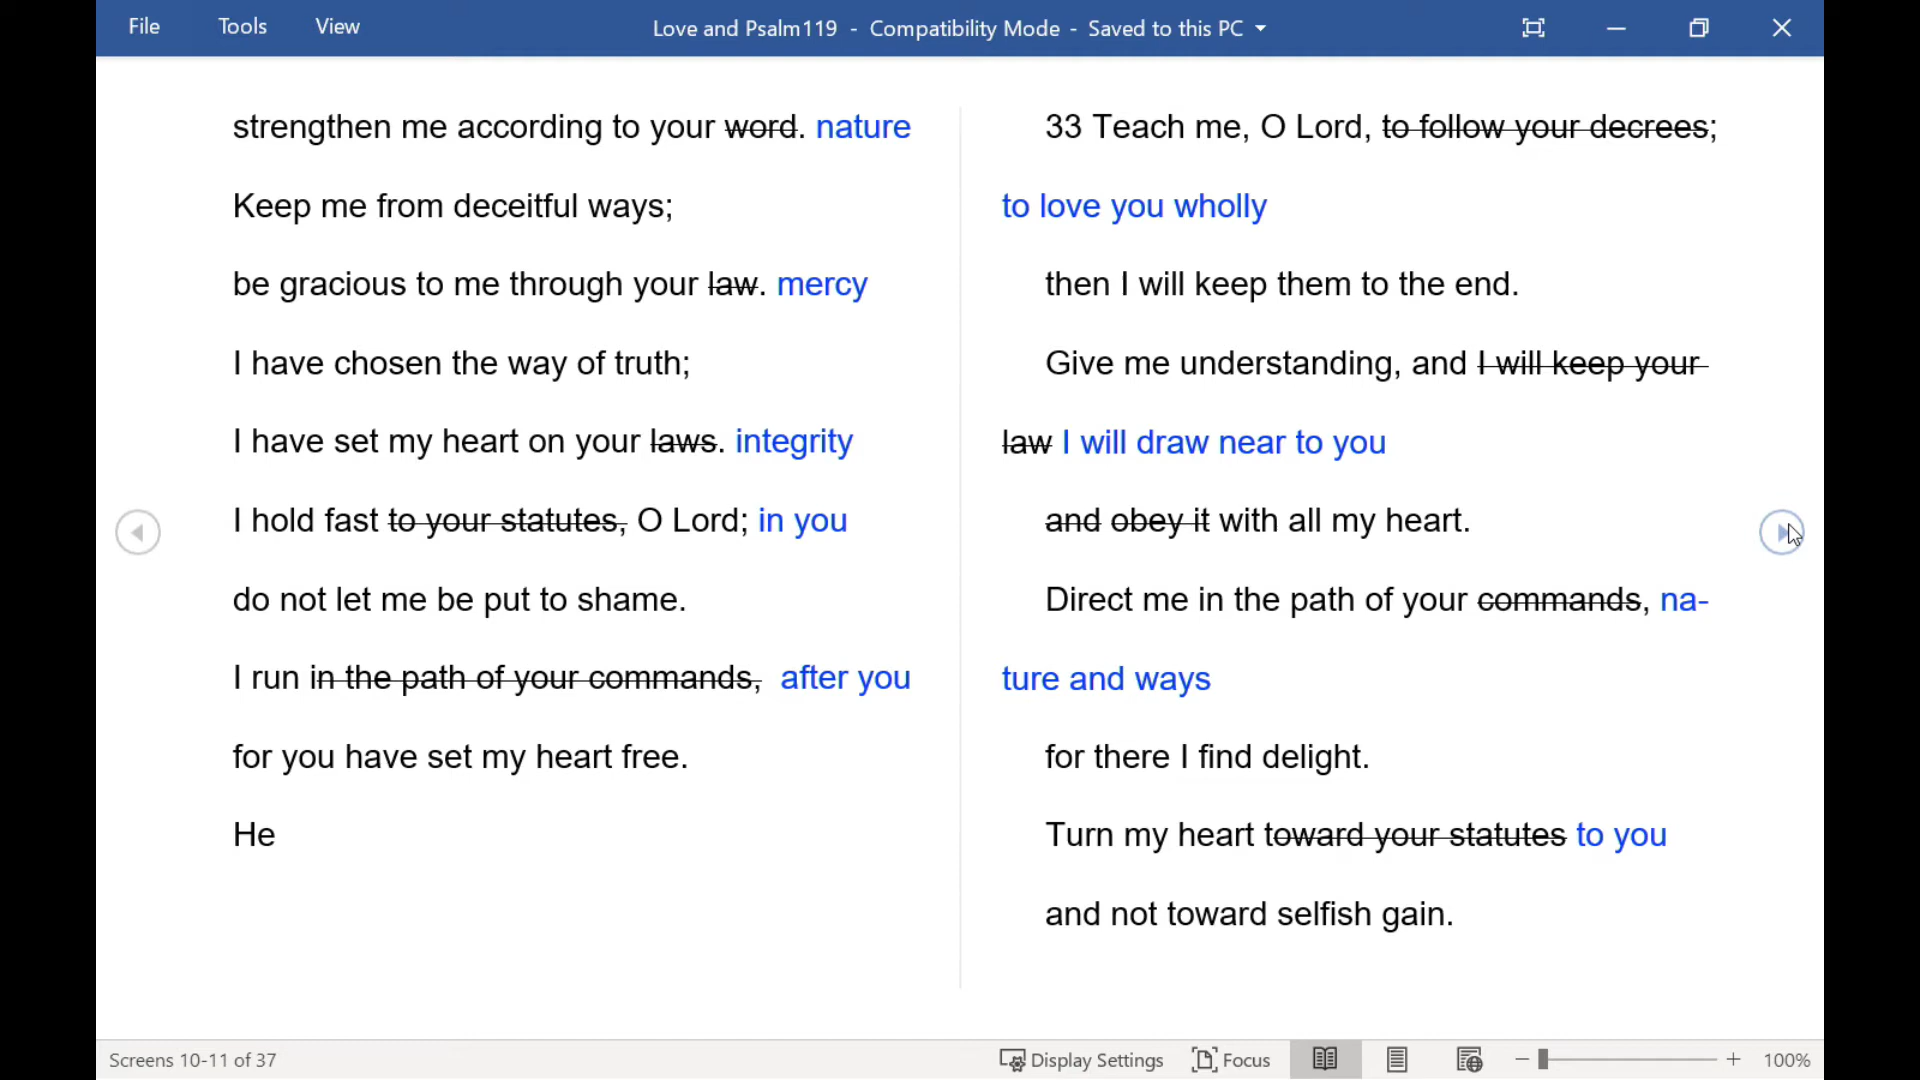 File Tools View Love and Psalm119 - Compatibility Mode - Saved to this PC
strengthen me according to your word. nature
Keep me from deceitful ways;
be gracious to me through your law. mercy
I have chosen the way of truth;
I have set my heart on your laws. integrity
I hold fast to your statutes, O Lord; in you
do not let me be put to shame.
I run in the path of your commands, after you
for you have set my heart free.
He
33 Teach me, O Lord, to follow your decrees;
to love you wholly
then I will keep them to the end.
Give me understanding, and I will keep your
law I will draw near to you
and obey it with all my heart.
Direct me in the path of your commands, na-
ture and ways
for there I find delight.
Turn my heart toward your statutes to you
and not toward selfish gain.
Screens 10-11 of 37 Display Settings Focus 100%